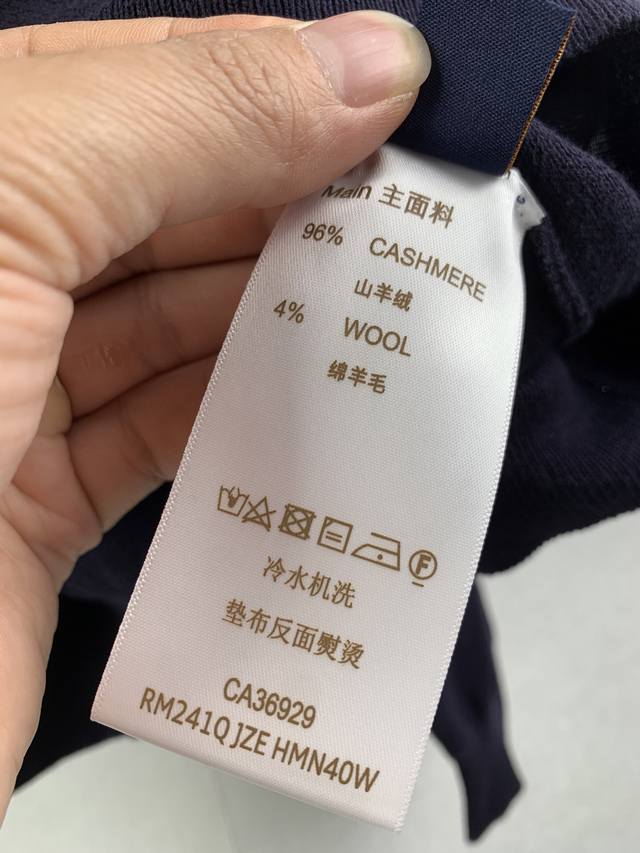 Main 主面料
96% CASHMERE
山羊绒
4% WOOL
绵羊毛
F
冷水机洗
垫布反面熨烫
CA36929
RM241Q JZE HMN40W